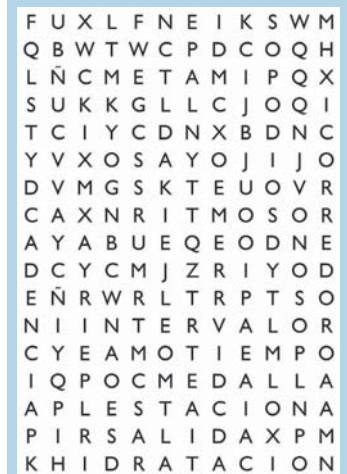 F U X L F N E I K S W M
Q B W T W C P D C O Q H
L Ñ C M E T A M I P Q X
S U K K G L L C J O Q I
T C I Y C D N X B D N C
Y V X O S A Y O J I J O
D V M G S K T E U O V R
C A X N R I T M O S O R
A Y A B U E Q E O D N E
D C Y C M J Z R I Y O D
E Ñ R W R L T R P T S O
N I I N T E R V A L O R
C Y E A M O T I E M P O
I Q P O C M E D A L L A
A P L E S T A C I O N A
P I R S A L I D A X P M
K H I D R A T A C I O N